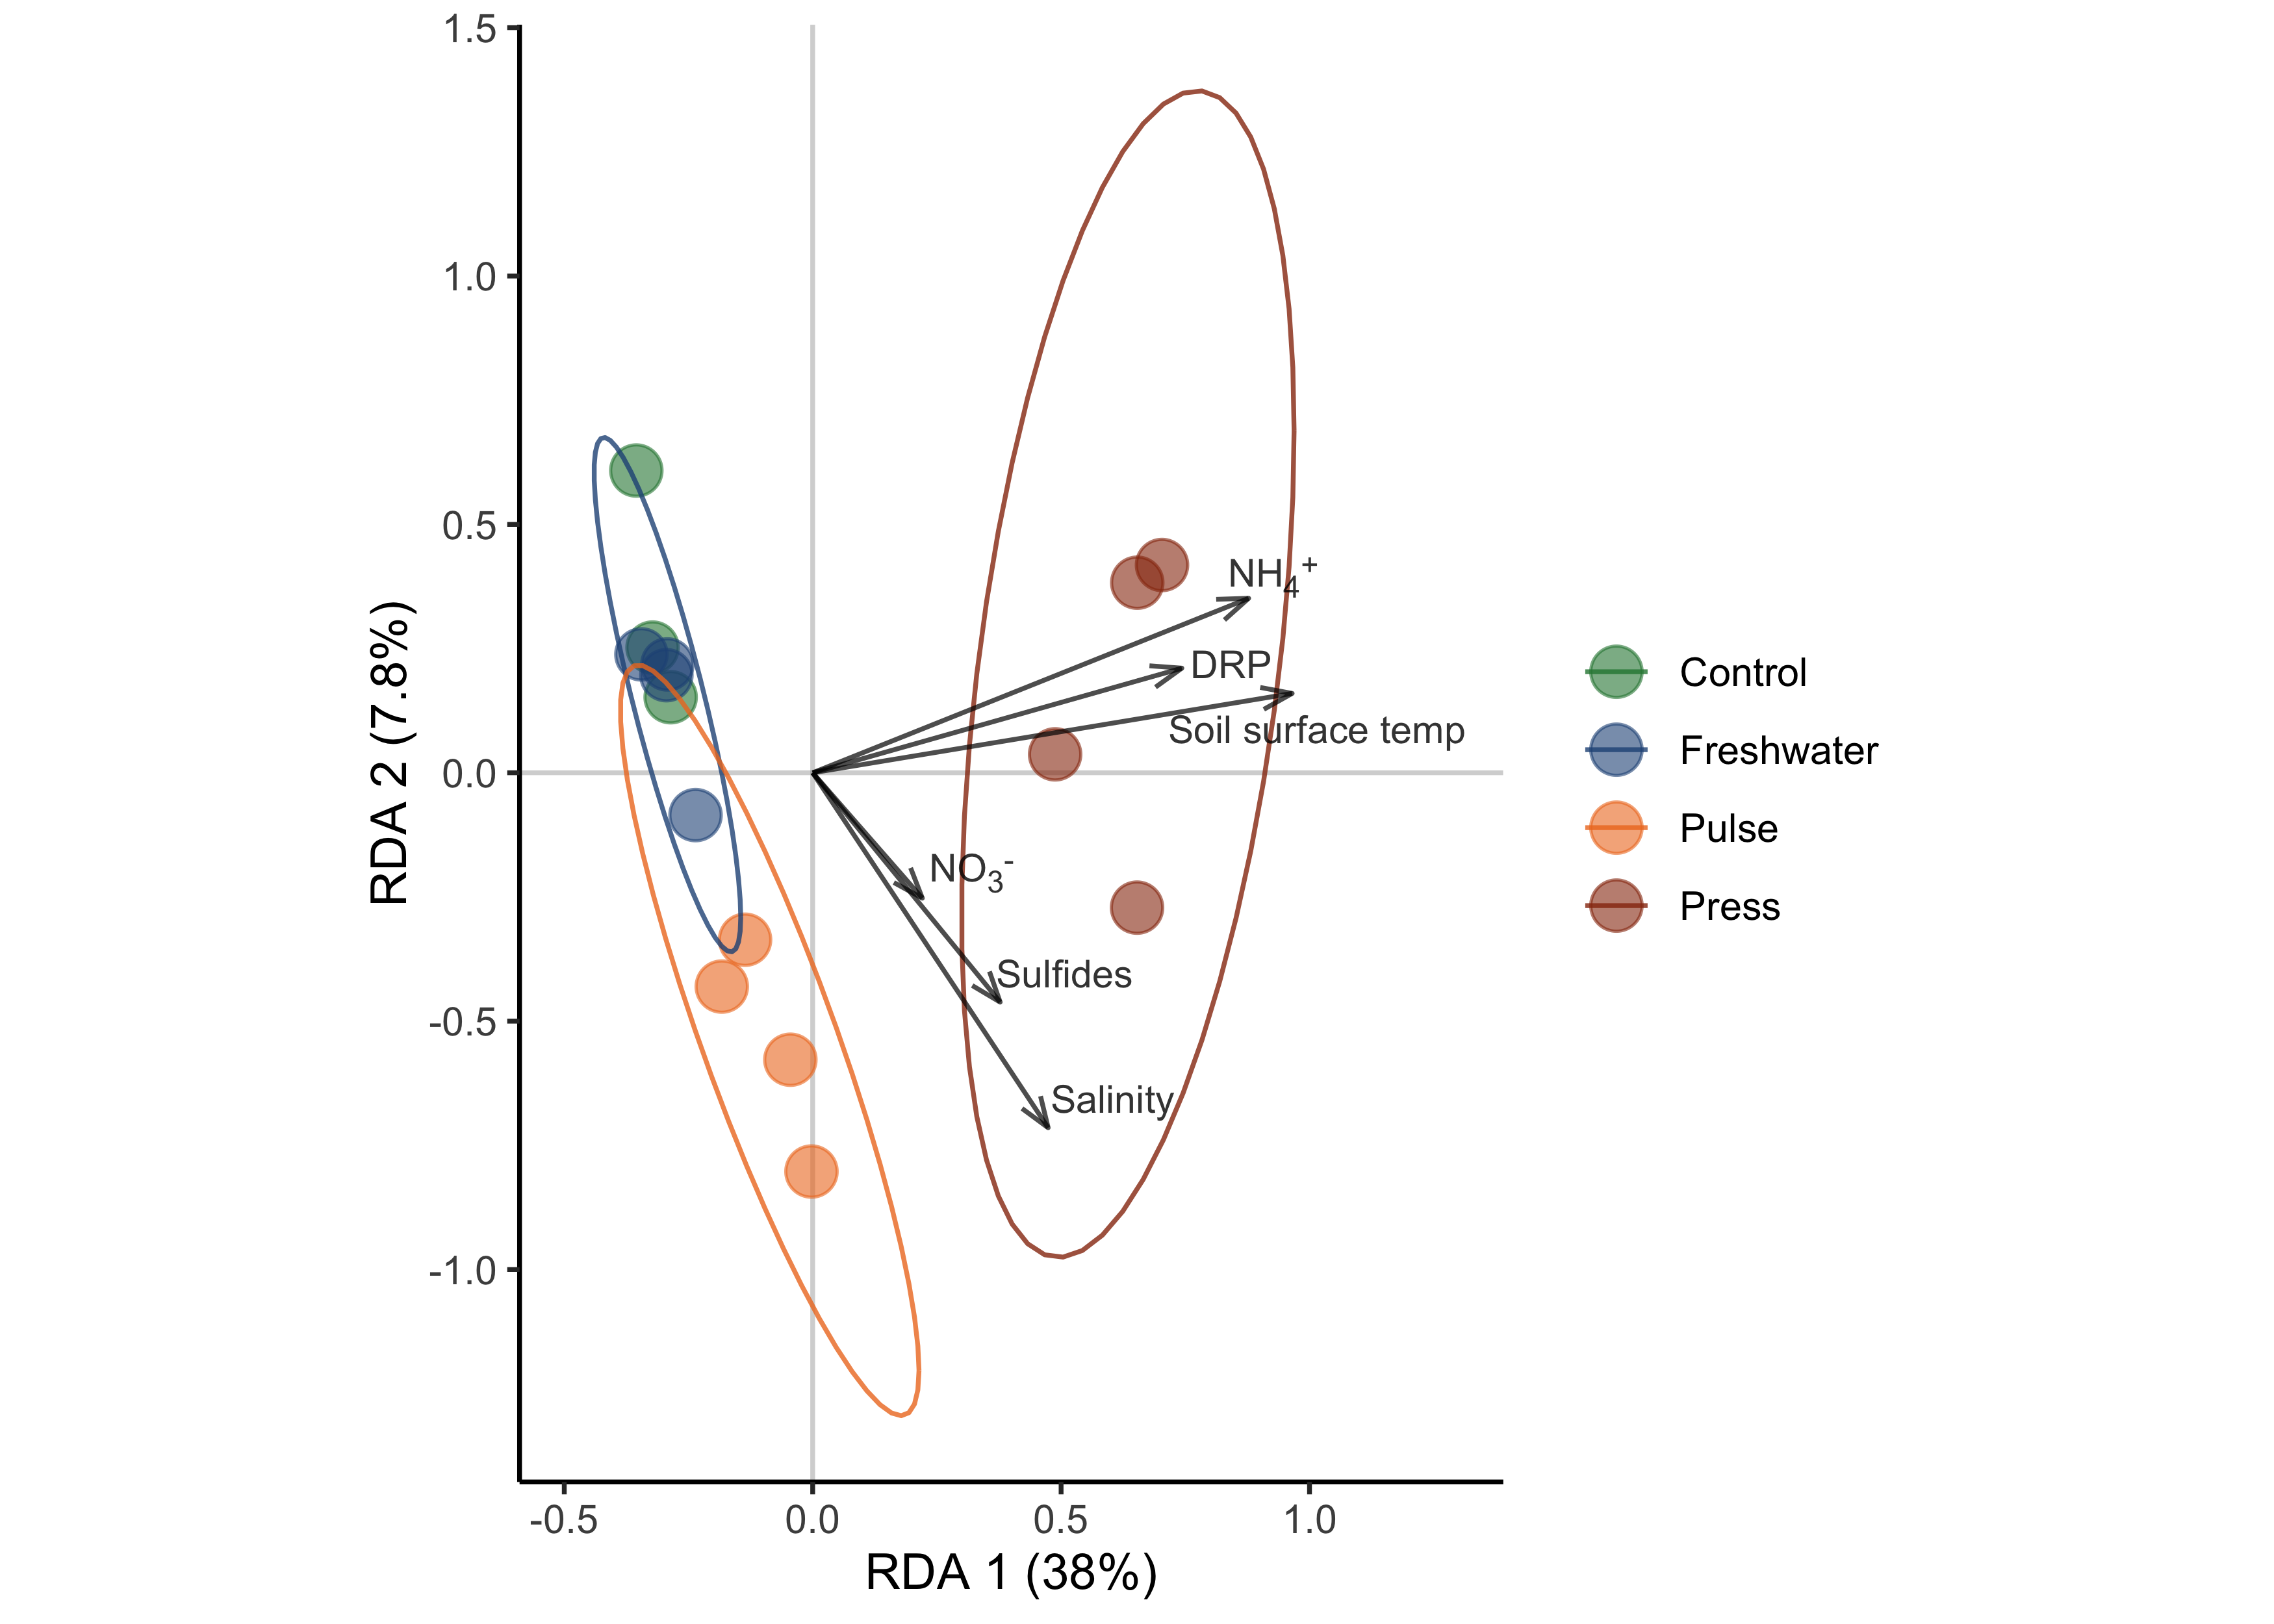 1.5
1.0
0.5
0.0
-0.5
-1.0
RDA 2 (7.8%)
NH₄⁺
DRP
Soil surface temp
NO₃⁻
Sulfides
Salinity
-0.5 0.0 0.5 1.0
RDA 1 (38%)
Control
Freshwater
Pulse
Press